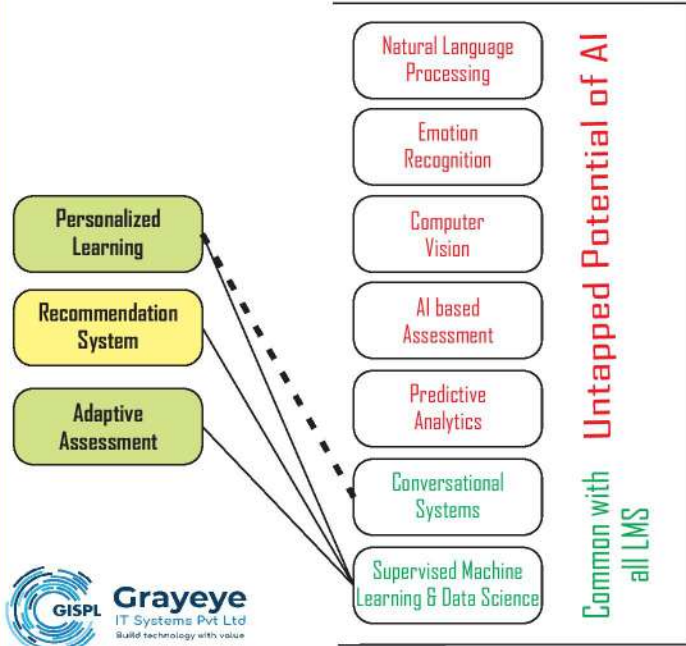 Natural Language
Processing
Emotion
Recognition
Computer
Vision
AI based
Assessment
Predictive
Analytics
Conversational
Systems
Supervised Machine
Learning & Data Science
Untapped Potential of AI
Common with
all LMS
Personalized
Learning
Recommendation
System
Adaptive
Assessment
GISPL
Grayeye
IT Systems Pvt Ltd
Build technology with value